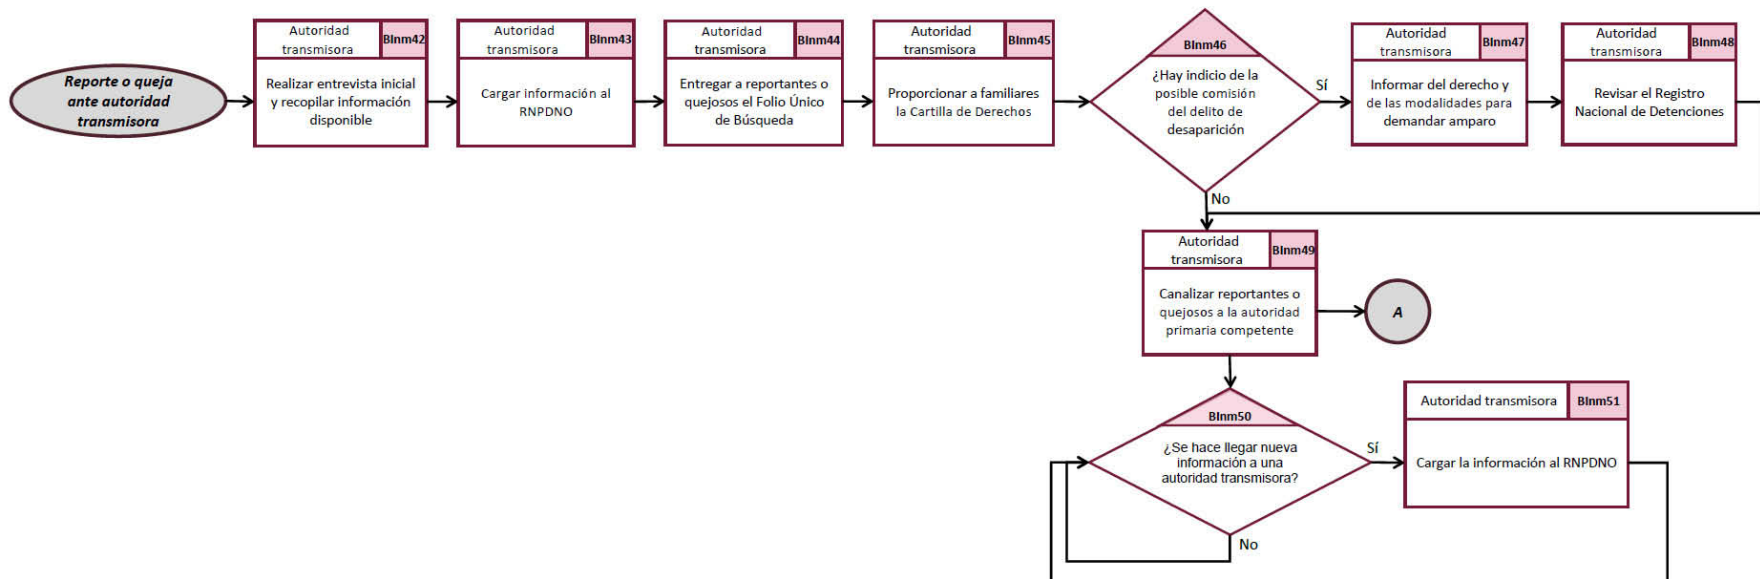 Reporte o queja
ante autoridad
transmisora
Autoridad
transmisora
BInm42
Realizar entrevista inicial
y recopilar información
disponible
Autoridad
transmisora
BInm43
Cargar información al
RNPDNO
Autoridad
transmisora
BInm44
Entregar a reportantes o
quejosos el Folio Único
de Búsqueda
Autoridad
transmisora
BInm45
Proporcionar a familiares
la Cartilla de Derechos
BInm46
¿Hay indicio de la
posible comisión
del delito de
desaparición
Sí
No
Autoridad
transmisora
BInm47
Informar del derecho y
de las modalidades para
demandar amparo
Autoridad
transmisora
BInm48
Revisar el Registro
Nacional de Detenciones
Autoridad
transmisora
BInm49
Canalizar reportantes o
quejosos a la autoridad
primaria competente
A
BInm50
¿Se hace llegar nueva
información a una
autoridad transmisora?
Sí
No
Autoridad transmisora
BInm51
Cargar la información al RNPDNO